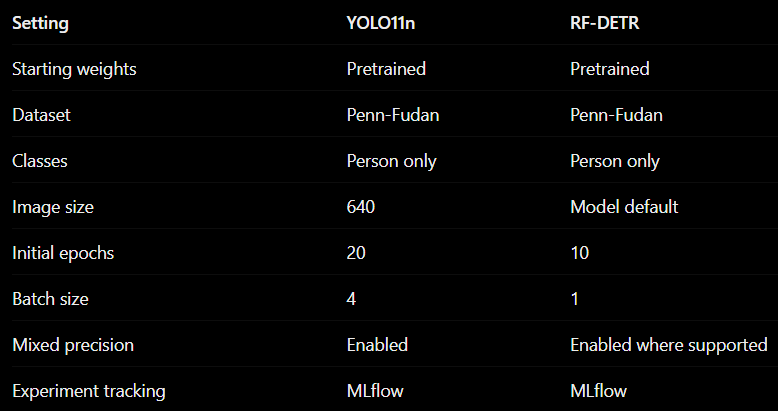 Setting YOLO11n RF-DETR
Starting weights Pretrained Pretrained
Dataset Penn-Fudan Penn-Fudan
Classes Person only Person only
Image size 640 Model default
Initial epochs 20 10
Batch size 4 1
Mixed precision Enabled Enabled where supported
Experiment tracking MLflow MLflow